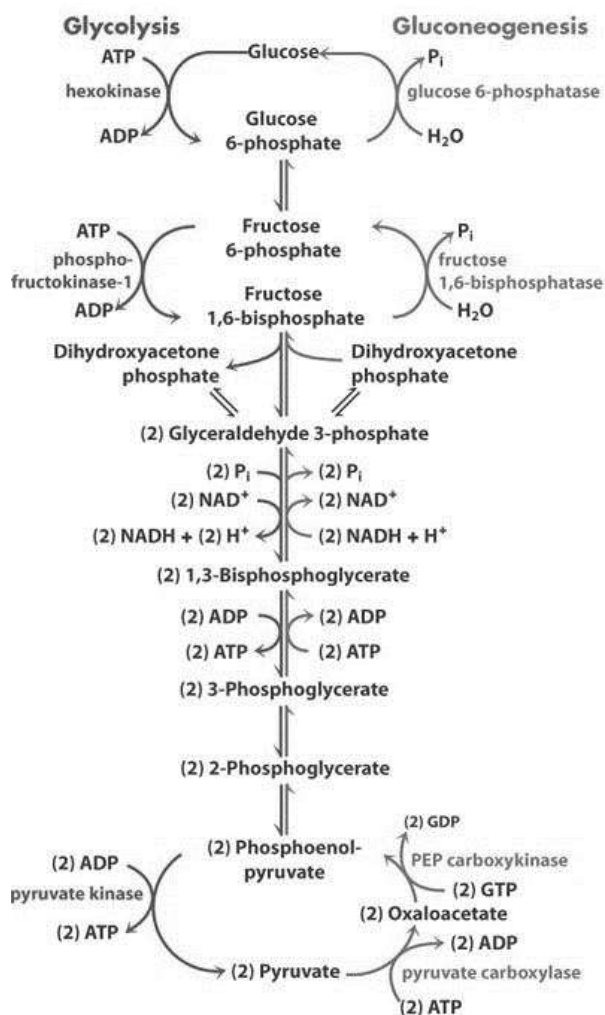 Glycolysis
Gluconeogenesis
ATP
Glucose
Pi
hexokinase
glucose 6-phosphatase
ADP
Glucose
6-phosphate
H2O
ATP
Fructose
6-phosphate
Pi
phospho-
fructokinase-1
fructose
1,6-bisphosphatase
ADP
Fructose
1,6-bisphosphate
H2O
Dihydroxyacetone
phosphate
Dihydroxyacetone
phosphate
(2) Glyceraldehyde 3-phosphate
(2) Pi
(2) Pi
(2) NAD+
(2) NAD+
(2) NADH + (2) H+
(2) NADH + H+
(2) 1,3-Bisphosphoglycerate
(2) ADP
(2) ADP
(2) ATP
(2) ATP
(2) 3-Phosphoglycerate
(2) 2-Phosphoglycerate
(2) GDP
(2) ADP
(2) Phosphoenol-
pyruvate
PEP carboxykinase
pyruvate kinase
(2) GTP
(2) ATP
(2) Oxaloacetate
(2) ADP
(2) Pyruvate
pyruvate carboxylase
(2) ATP